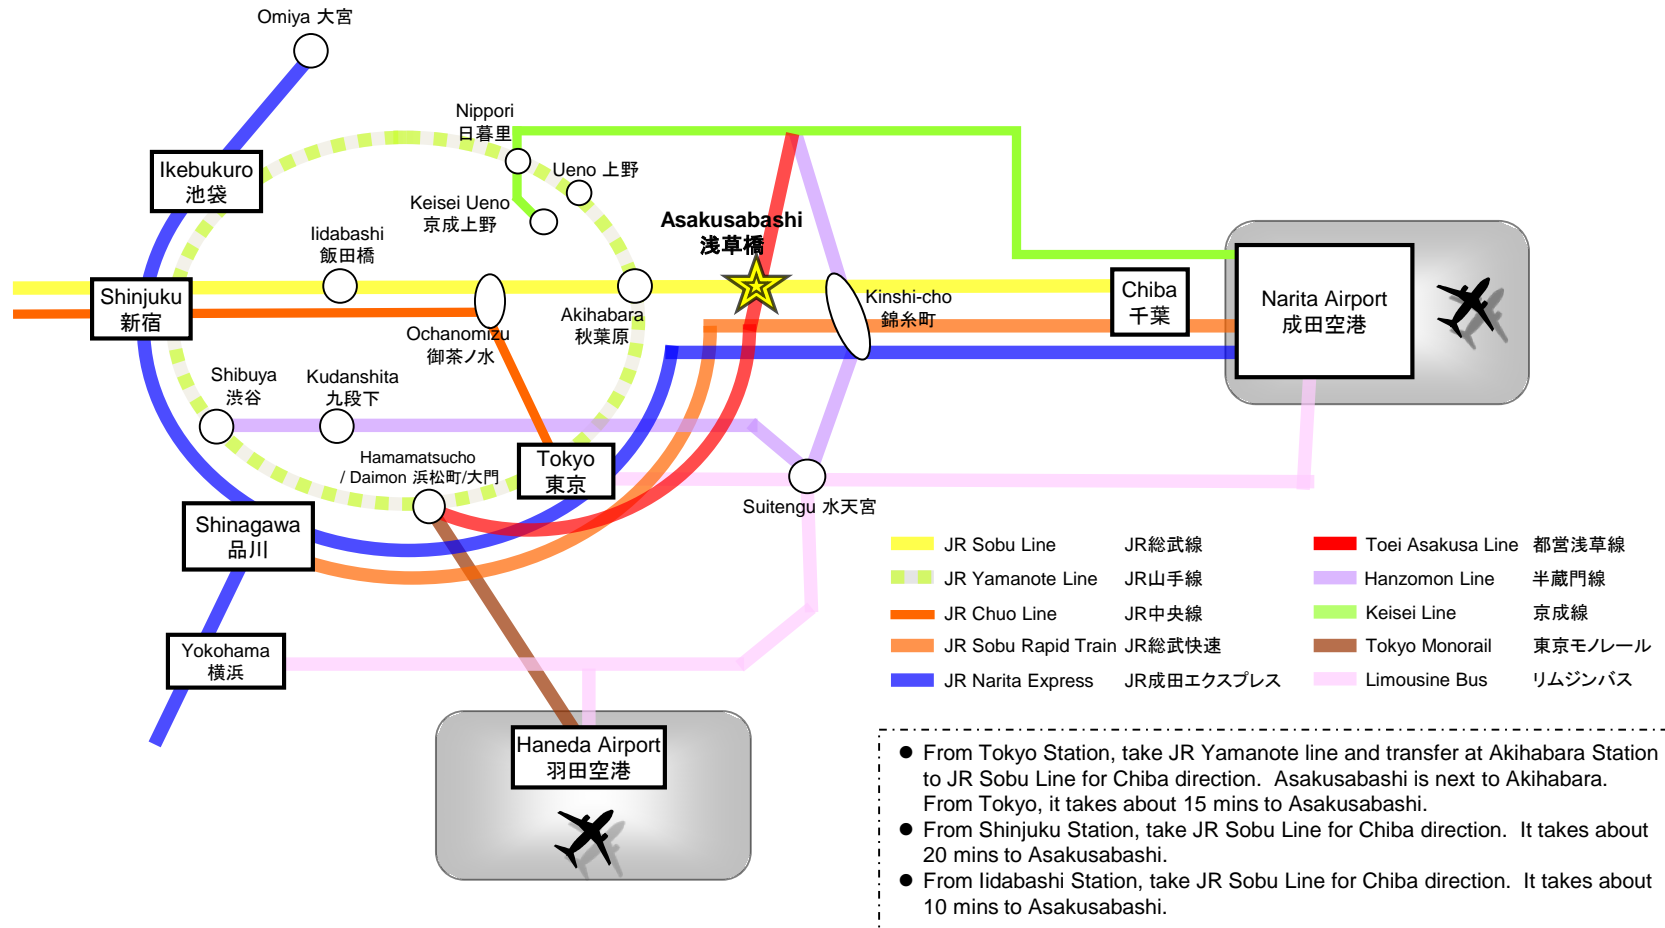 Omiya 大宮
Nippori
日暮里
Ikebukuro
池袋
Ueno 上野
Keisei Ueno
京成上野
Asakusabashi
浅草橋
Iidabashi
飯田橋
Shinjuku
新宿
Ochanomizu
御茶ノ水
Akihabara
秋葉原
Kinshi-cho
錦糸町
Chiba
千葉
Narita Airport
成田空港
Shibuya
渋谷
Kudanshita
九段下
Hamamatsucho
/ Daimon 浜松町/大門
Tokyo
東京
Suitengu 水天宮
Shinagawa
品川
Yokohama
横浜
Haneda Airport
羽田空港
JR Sobu Line JR総武線
JR Yamanote Line JR山手線
JR Chuo Line JR中央線
JR Sobu Rapid Train JR総武快速
JR Narita Express JR成田エクスプレス
Toei Asakusa Line 都営浅草線
Hanzomon Line 半蔵門線
Keisei Line 京成線
Tokyo Monorail 東京モノレール
Limousine Bus リムジンバス
● From Tokyo Station, take JR Yamanote line and transfer at Akihabara Station
to JR Sobu Line for Chiba direction. Asakusabashi is next to Akihabara.
From Tokyo, it takes about 15 mins to Asakusabashi.
● From Shinjuku Station, take JR Sobu Line for Chiba direction. It takes about
20 mins to Asakusabashi.
● From Iidabashi Station, take JR Sobu Line for Chiba direction. It takes about
10 mins to Asakusabashi.